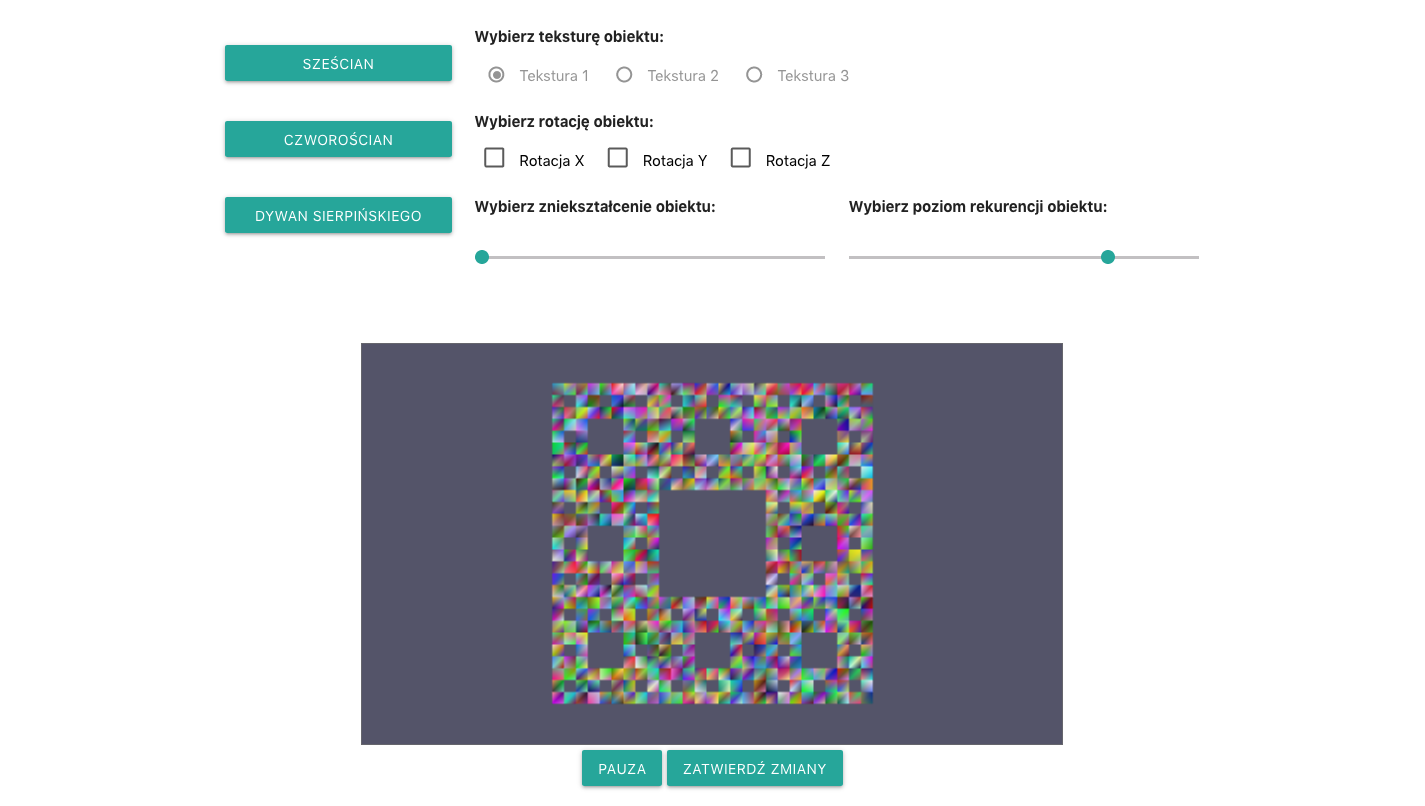 SZEŚCIAN
CZWOROŚCIAN
DYWAN SIERPIŃSKIEGO
Wybierz teksturę obiektu:
Tekstura 1 Tekstura 2 Tekstura 3
Wybierz rotację obiektu:
Rotacja X Rotacja Y Rotacja Z
Wybierz zniekształcenie obiektu:
Wybierz poziom rekurencji obiektu:
PAUZA
ZATWIERDŹ ZMIANY